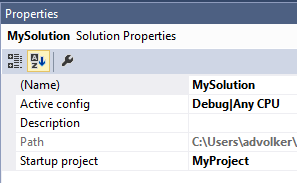 Properties
MySolution Solution Properties
(Name) MySolution
Active config Debug|Any CPU
Description
Path C:\Users\advolker\
Startup project MyProject